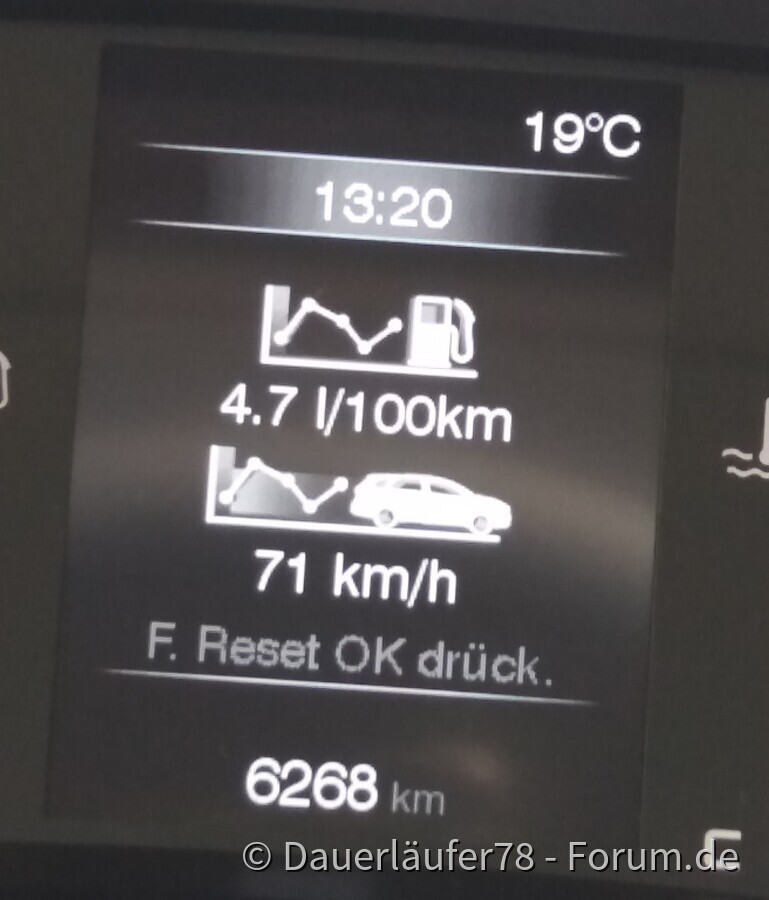 19°C
13:20
4.7 l/100km
71 km/h
F. Reset OK drück.
6268 km
© Dauerläufer78 - Forum.de